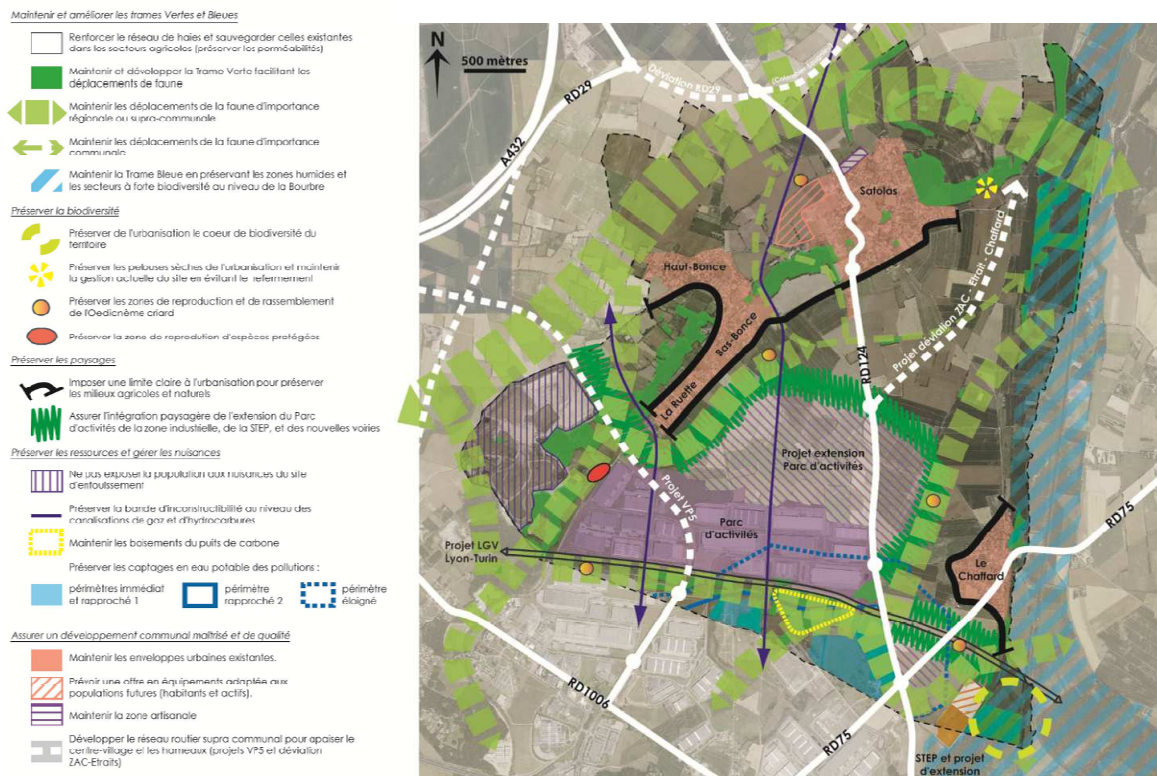 Maintenir et améliorer les trames Vertes et Bleues
Renforcer le réseau de haies et sauvegarder celles existantes
dans les secteurs agricoles (préserver les perméabilités)
Maintenir et développer la Trame Verte facilitant les
déplacements de faune
Maintenir les déplacements de la faune d'importance
régionale ou supra-communale
Maintenir les déplacements de la faune d'importance
communale
Maintenir la Trame Bleue en préservant les zones humides et
les secteurs à forte biodiversité au niveau de la Bourbre
Préserver la biodiversité
Préserver de l'urbanisation le coeur de biodiversité du
territoire
Préserver les pelouses sèches de l'urbanisation et maintenir
la gestion actuelle du site en évitant le refermement
Préserver les zones de reproduction et de rassemblement
de l'Oedicnème criard
Préserver la zone de reproduction d'espèces protégées
Préserver les paysages
Imposer une limite claire à l'urbanisation pour préserver
les milieux agricoles et naturels
Assurer l'intégration paysagère de l'extension du Parc
d'activités de la zone industrielle, de la STEP, et des nouvelles voiries
Préserver les ressources et gérer les nuisances
Ne pas exposer la population aux nuisances du site
d'enfouissement
Préserver la bande d'inconstructibilité au niveau des
canalisations de gaz et d'hydrocarbures
Maintenir les boisements du puits de carbone
Préserver les captages en eau potable des pollutions :
périmètres immédiat
et rapproché 1
périmètre
rapproché 2
périmètre
éloigné
Assurer un développement communal maîtrisé et de qualité
Maintenir les enveloppes urbaines existantes.
Prévoir une offre en équipements adaptée aux
populations futures (habitants et actifs).
Maintenir la zone artisanale
Développer le réseau routier supra communal pour apaiser le
centre-village et les hameaux (projets VP5 et déviation
ZAC-Etraits)
N
500 mètres
RD29
Déviation RD29
A432
Satolas
Haut-Bonce
Bas-Bonce
La Ruette
RD124
Projet déviation ZAC - Etrait - Chaffard
Projet extension
Parc d'activités
Projet VP5
Parc
d'activités
Projet LGV
Lyon-Turin
RD75
Le
Chaffard
RD1006
RD75
STEP et projet
d'extension